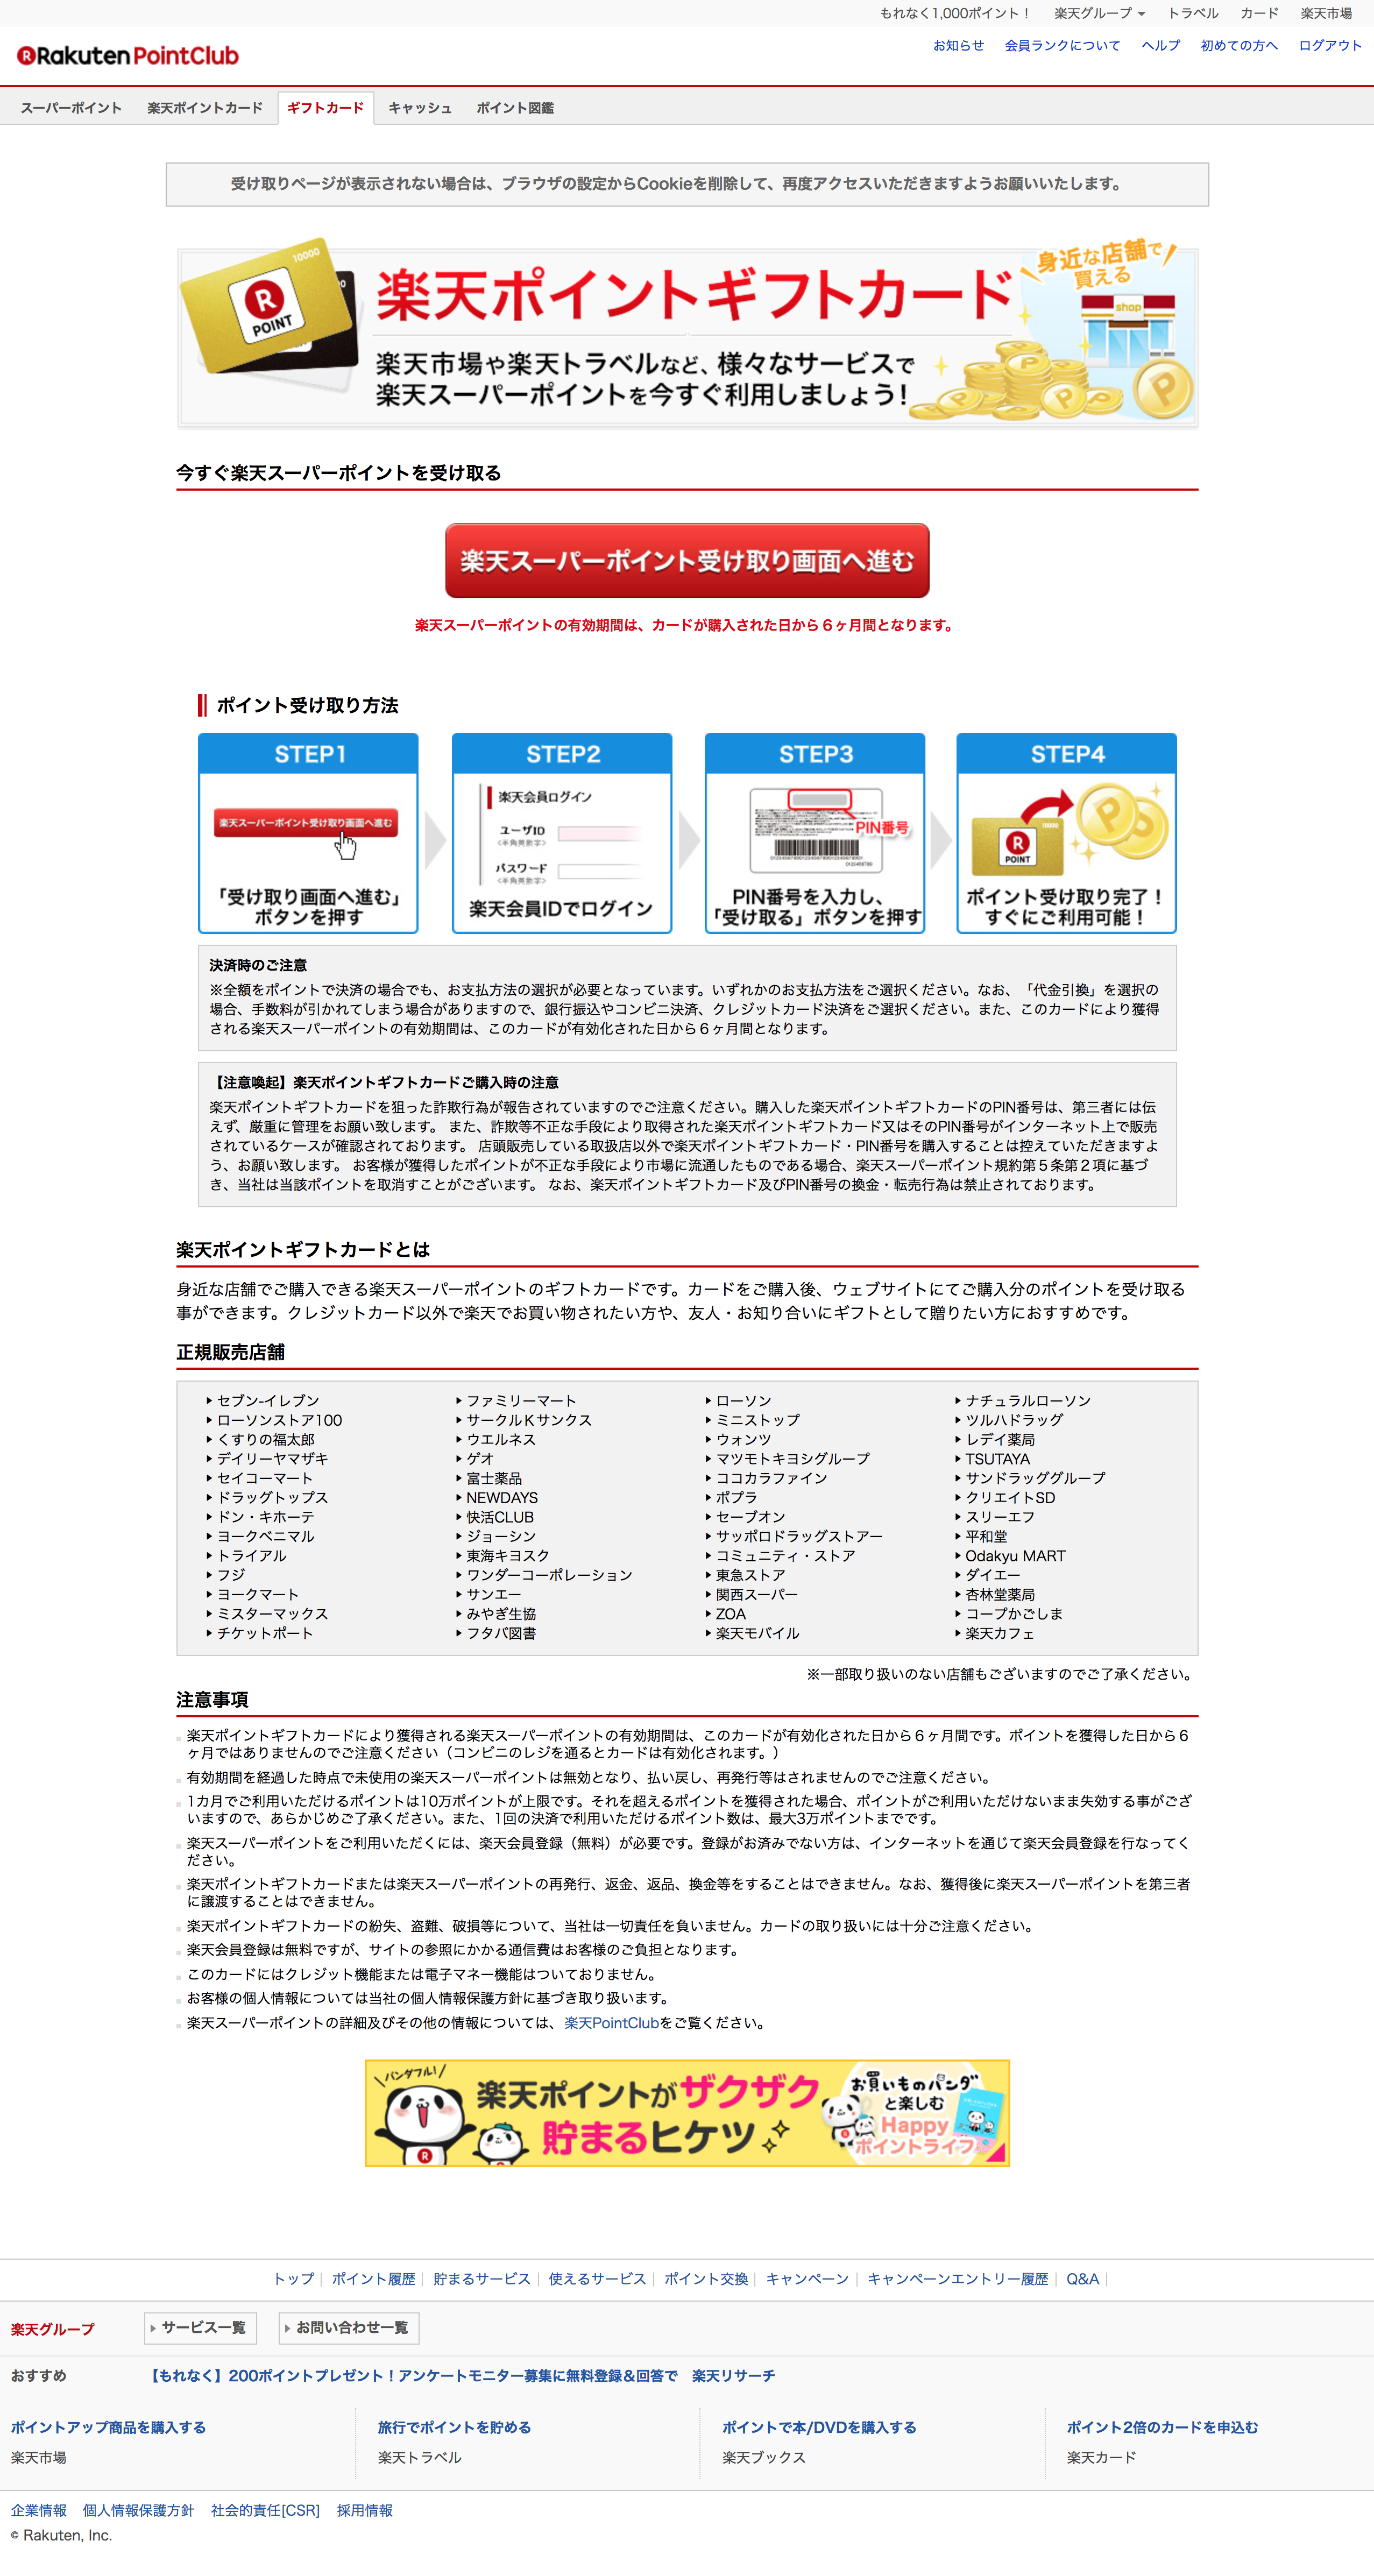 もれなく1,000ポイント！ 楽天グループ トラベル カード 楽天市場
Rakuten PointClub
お知らせ 会員ランクについて ヘルプ 初めての方へ ログアウト
スーパーポイント 楽天ポイントカード ギフトカード キャッシュ ポイント図鑑
受け取りページが表示されない場合は、ブラウザの設定からCookieを削除して、再度アクセスいただきますようお願いいたします。
10000
R
POINT
楽天ポイントギフトカード
身近な店舗で
買える
shop
楽天市場や楽天トラベルなど、様々なサービスで
楽天スーパーポイントを今すぐ利用しましょう！
今すぐ楽天スーパーポイントを受け取る
楽天スーパーポイント受け取り画面へ進む
楽天スーパーポイントの有効期間は、カードが購入された日から６ヶ月間となります。
ポイント受け取り方法
STEP1
楽天スーパーポイント受け取り画面へ進む
「受け取り画面へ進む」
ボタンを押す
STEP2
楽天会員ログイン
ユーザID
<半角英数字>
パスワード
<半角英数字>
楽天会員IDでログイン
STEP3
PIN番号
PIN番号を入力し、
「受け取る」ボタンを押す
STEP4
R
POINT
ポイント受け取り完了！
すぐにご利用可能！
決済時のご注意
※全額をポイントで決済の場合でも、お支払方法の選択が必要となっています。いずれかのお支払方法をご選択ください。なお、「代金引換」を選択の
場合、手数料が引かれてしまう場合がありますので、銀行振込やコンビニ決済、クレジットカード決済をご選択ください。また、このカードにより獲得
される楽天スーパーポイントの有効期間は、このカードが有効化された日から６ヶ月間となります。
【注意喚起】楽天ポイントギフトカードご購入時の注意
楽天ポイントギフトカードを狙った詐欺行為が報告されていますのでご注意ください。購入した楽天ポイントギフトカードのPIN番号は、第三者には伝
えず、厳重に管理をお願い致します。 また、詐欺等不正な手段により取得された楽天ポイントギフトカード又はそのPIN番号がインターネット上で販売
されているケースが確認されております。 店頭販売している取扱店以外で楽天ポイントギフトカード・PIN番号を購入することは控えていただきますよ
う、お願い致します。 お客様が獲得したポイントが不正な手段により市場に流通したものである場合、楽天スーパーポイント規約第５条第２項に基づ
き、当社は当該ポイントを取消すことがございます。 なお、楽天ポイントギフトカード及びPIN番号の換金・転売行為は禁止されております。
楽天ポイントギフトカードとは
身近な店舗でご購入できる楽天スーパーポイントのギフトカードです。カードをご購入後、ウェブサイトにてご購入分のポイントを受け取る
事ができます。クレジットカード以外で楽天でお買い物されたい方や、友人・お知り合いにギフトとして贈りたい方におすすめです。
正規販売店舗
セブン-イレブン ファミリーマート ローソン ナチュラルローソン
ローソンストア100 サークルＫサンクス ミニストップ ツルハドラッグ
くすりの福太郎 ウエルネス ウォンツ レデイ薬局
デイリーヤマザキ ゲオ マツモトキヨシグループ TSUTAYA
セイコーマート 富士薬品 ココカラファイン サンドラッググループ
ドラッグトップス NEWDAYS ポプラ クリエイトSD
ドン・キホーテ 快活CLUB セーブオン スリーエフ
ヨークベニマル ジョーシン サッポロドラッグストアー 平和堂
トライアル 東海キヨスク コミュニティ・ストア Odakyu MART
フジ ワンダーコーポレーション 東急ストア ダイエー
ヨークマート サンエー 関西スーパー 杏林堂薬局
ミスターマックス みやぎ生協 ZOA コープかごしま
チケットポート フタバ図書 楽天モバイル 楽天カフェ
※一部取り扱いのない店舗もございますのでご了承ください。
注意事項
楽天ポイントギフトカードにより獲得される楽天スーパーポイントの有効期間は、このカードが有効化された日から６ヶ月間です。ポイントを獲得した日から６
ヶ月ではありませんのでご注意ください（コンビニのレジを通るとカードは有効化されます。）
有効期間を経過した時点で未使用の楽天スーパーポイントは無効となり、払い戻し、再発行等はされませんのでご注意ください。
1カ月でご利用いただけるポイントは10万ポイントが上限です。それを超えるポイントを獲得された場合、ポイントがご利用いただけないまま失効する事がござ
いますので、あらかじめご了承ください。また、1回の決済で利用いただけるポイント数は、最大3万ポイントまでです。
楽天スーパーポイントをご利用いただくには、楽天会員登録（無料）が必要です。登録がお済みでない方は、インターネットを通じて楽天会員登録を行なってく
ださい。
楽天ポイントギフトカードまたは楽天スーパーポイントの再発行、返金、返品、換金等をすることはできません。なお、獲得後に楽天スーパーポイントを第三者
に譲渡することはできません。
楽天ポイントギフトカードの紛失、盗難、破損等について、当社は一切責任を負いません。カードの取り扱いには十分ご注意ください。
楽天会員登録は無料ですが、サイトの参照にかかる通信費はお客様のご負担となります。
このカードにはクレジット機能または電子マネー機能はついておりません。
お客様の個人情報については当社の個人情報保護方針に基づき取り扱います。
楽天スーパーポイントの詳細及びその他の情報については、楽天PointClubをご覧ください。
パンダフル！
楽天ポイントがザクザク
貯まるヒケツ
お買いものパンダ
と楽しむ
Happy
ポイントライフ
トップ ポイント履歴 貯まるサービス 使えるサービス ポイント交換 キャンペーン キャンペーンエントリー履歴 Q&A
楽天グループ サービス一覧 お問い合わせ一覧
おすすめ 【もれなく】200ポイントプレゼント！アンケートモニター募集に無料登録＆回答で 楽天リサーチ
ポイントアップ商品を購入する 旅行でポイントを貯める ポイントで本/DVDを購入する ポイント2倍のカードを申込む
楽天市場 楽天トラベル 楽天ブックス 楽天カード
企業情報 個人情報保護方針 社会的責任[CSR] 採用情報
© Rakuten, Inc.